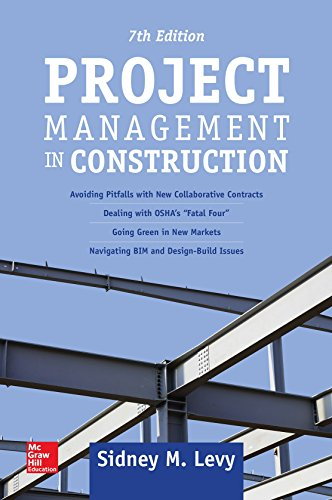 7th Edition
PROJECT
MANAGEMENT
IN CONSTRUCTION
Avoiding Pitfalls with New Collaborative Contracts
Dealing with OSHA's "Fatal Four"
Going Green in New Markets
Navigating BIM and Design-Build Issues
Mc
Graw
Hill
Education
Sidney M. Levy